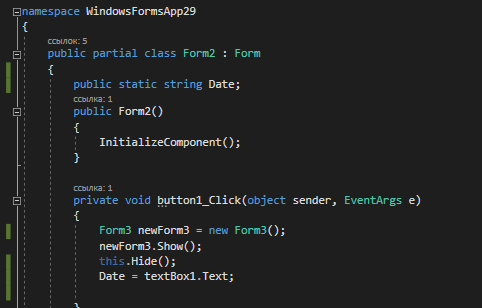 namespace WindowsFormsApp29
{
ссылок: 5
public partial class Form2 : Form
{
public static string Date;
ссылка: 1
public Form2()
{
InitializeComponent();
}
ссылка: 1
private void button1_Click(object sender, EventArgs e)
{
Form3 newForm3 = new Form3();
newForm3.Show();
this.Hide();
Date = textBox1.Text;
}